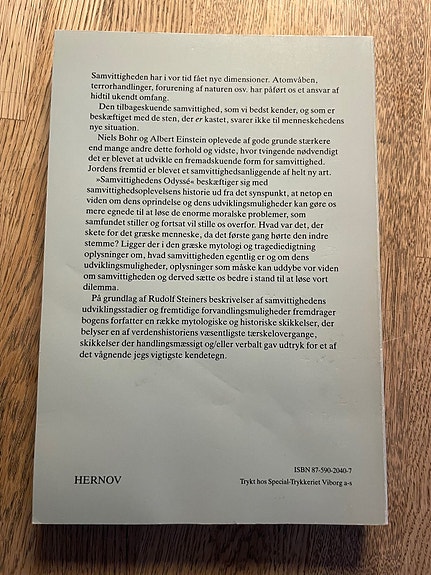 Samvittigheden har i vor tid fået nye dimensioner. Atomvåben,
terrorhandlinger, forurening af naturen osv. har påført os et ansvar af
hidtil ukendt omfang.
Den tilbageskuende samvittighed, som vi bedst kender, og som er
beskæftiget med de sten, der er kastet, svarer ikke til menneskehedens
nye situation.
Niels Bohr og Albert Einstein oplevede af gode grunde stærkere
end mange andre dette forhold og vidste, hvor tvingende nødvendigt
det er blevet at udvikle en fremadskuende form for samvittighed.
Jordens fremtid er blevet et samvittighedsanliggende af helt ny art.
»Samvittighedens Odyssé« beskæftiger sig med
samvittighedsoplevelsens historie ud fra det synspunkt, at netop en
viden om dens oprindelse og dens udviklingsmuligheder kan gøre os
mere egnede til at løse de enorme moralske problemer, som
samfundet stiller og fortsat vil stille os overfor. Hvad var det, der
skete for det græske menneske, da det første gang hørte den indre
stemme? Ligger der i den græske mytologi og tragediedigtning
oplysninger om, hvad samvittigheden egentlig er og om dens
udviklingsmuligheder, oplysninger som måske kan uddybe vor viden
om samvittigheden og derved sætte os bedre i stand til at løse vort
dilemma.
På grundlag af Rudolf Steiners beskrivelser af samvittighedens
udviklingsstadier og fremtidige forvandlingsmuligheder fremdrager
bogens forfatter en række mytologiske og historiske skikkelser, der
belyser en af verdenshistoriens væsentligste tærskelovergange,
skikkelser der handlingsmæssigt og/eller verbalt gav udtryk for et af
det vågnende jegs vigtigste kendetegn.
ISBN 87-590-2040-7
HERNOV
Trykt hos Special-Trykkeriet Viborg a-s